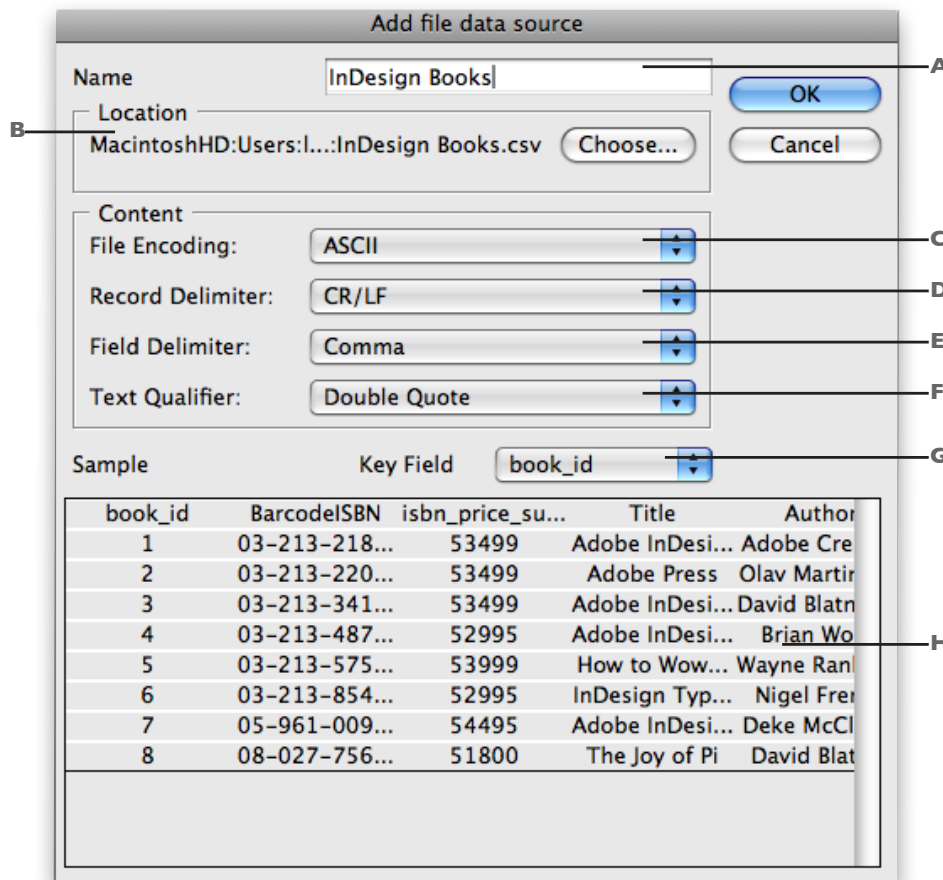 Add file data source
Name InDesign Books A
OK
Location
B MacintoshHD:Users:l...:InDesign Books.csv Choose... Cancel
Content
File Encoding: ASCII C
Record Delimiter: CR/LF D
Field Delimiter: Comma E
Text Qualifier: Double Quote F
Sample Key Field book_id G
book_id BarcodeISBN isbn_price_su... Title Author
1 03-213-218... 53499 Adobe InDesi... Adobe Cre
2 03-213-220... 53499 Adobe Press Olav Martin
3 03-213-341... 53499 Adobe InDesi... David Blatn
4 03-213-487... 52995 Adobe InDesi... Brian Wo H
5 03-213-575... 53999 How to Wow... Wayne Ran
6 03-213-854... 52995 InDesign Typ... Nigel Fre
7 05-961-009... 54495 Adobe InDesi... Deke McCl
8 08-027-756... 51800 The Joy of Pi David Blat